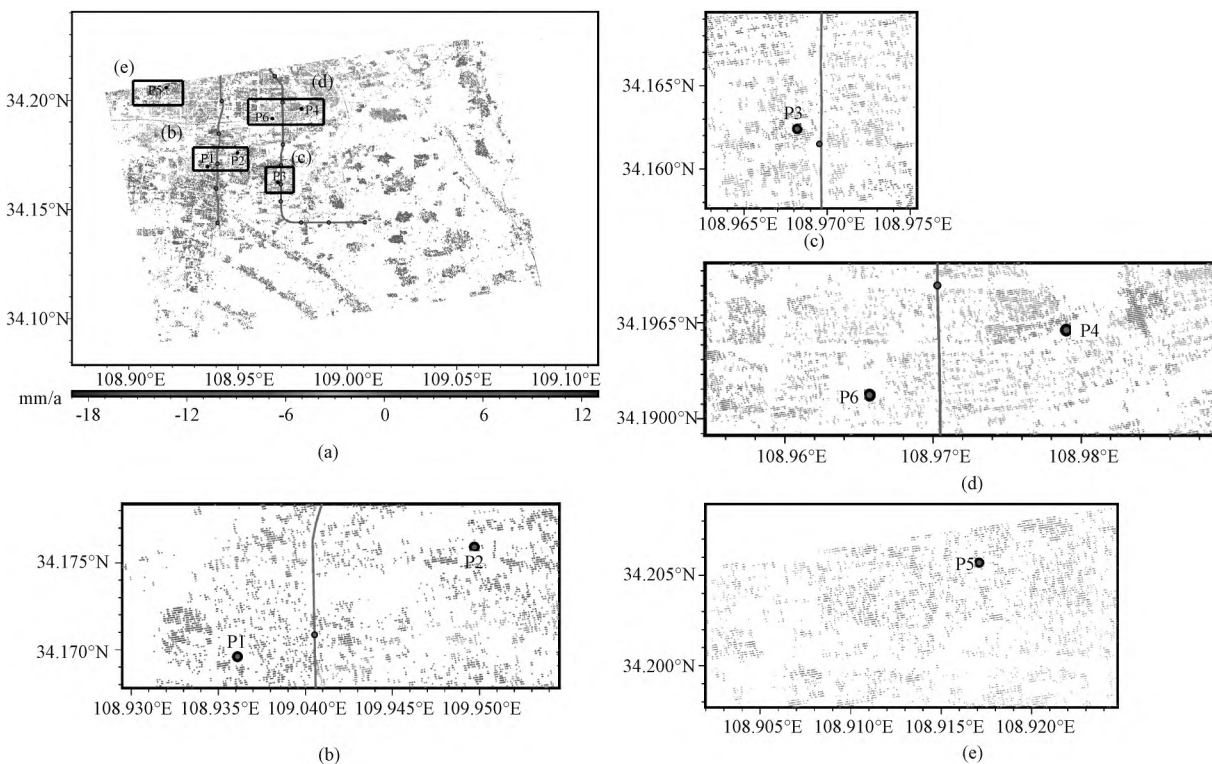 (e)
P5
(d)
P4
P6
(b)
P1
P2
(c)
P3
34.20°N
34.15°N
34.10°N
108.90°E
108.95°E
109.00°E
109.05°E
109.10°E
mm/a
-18
-12
-6
0
6
12
(a)
P3
34.165°N
34.160°N
108.965°E
108.970°E
108.975°E
(c)
P4
P6
34.1965°N
34.1900°N
108.96°E
108.97°E
108.98°E
(d)
P2
P1
34.175°N
34.170°N
108.930°E
108.935°E
109.940°E
109.945°E
109.950°E
(b)
P5
34.205°N
34.200°N
108.905°E
108.910°E
108.915°E
108.920°E
(e)